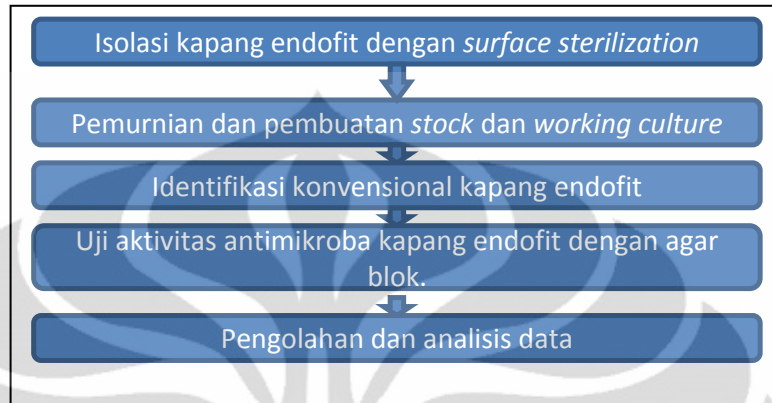 Isolasi kapang endofit dengan surface sterilization
Pemurnian dan pembuatan stock dan working culture
Identifikasi konvensional kapang endofit
Uji aktivitas antimikroba kapang endofit dengan agar
blok.
Pengolahan dan analisis data